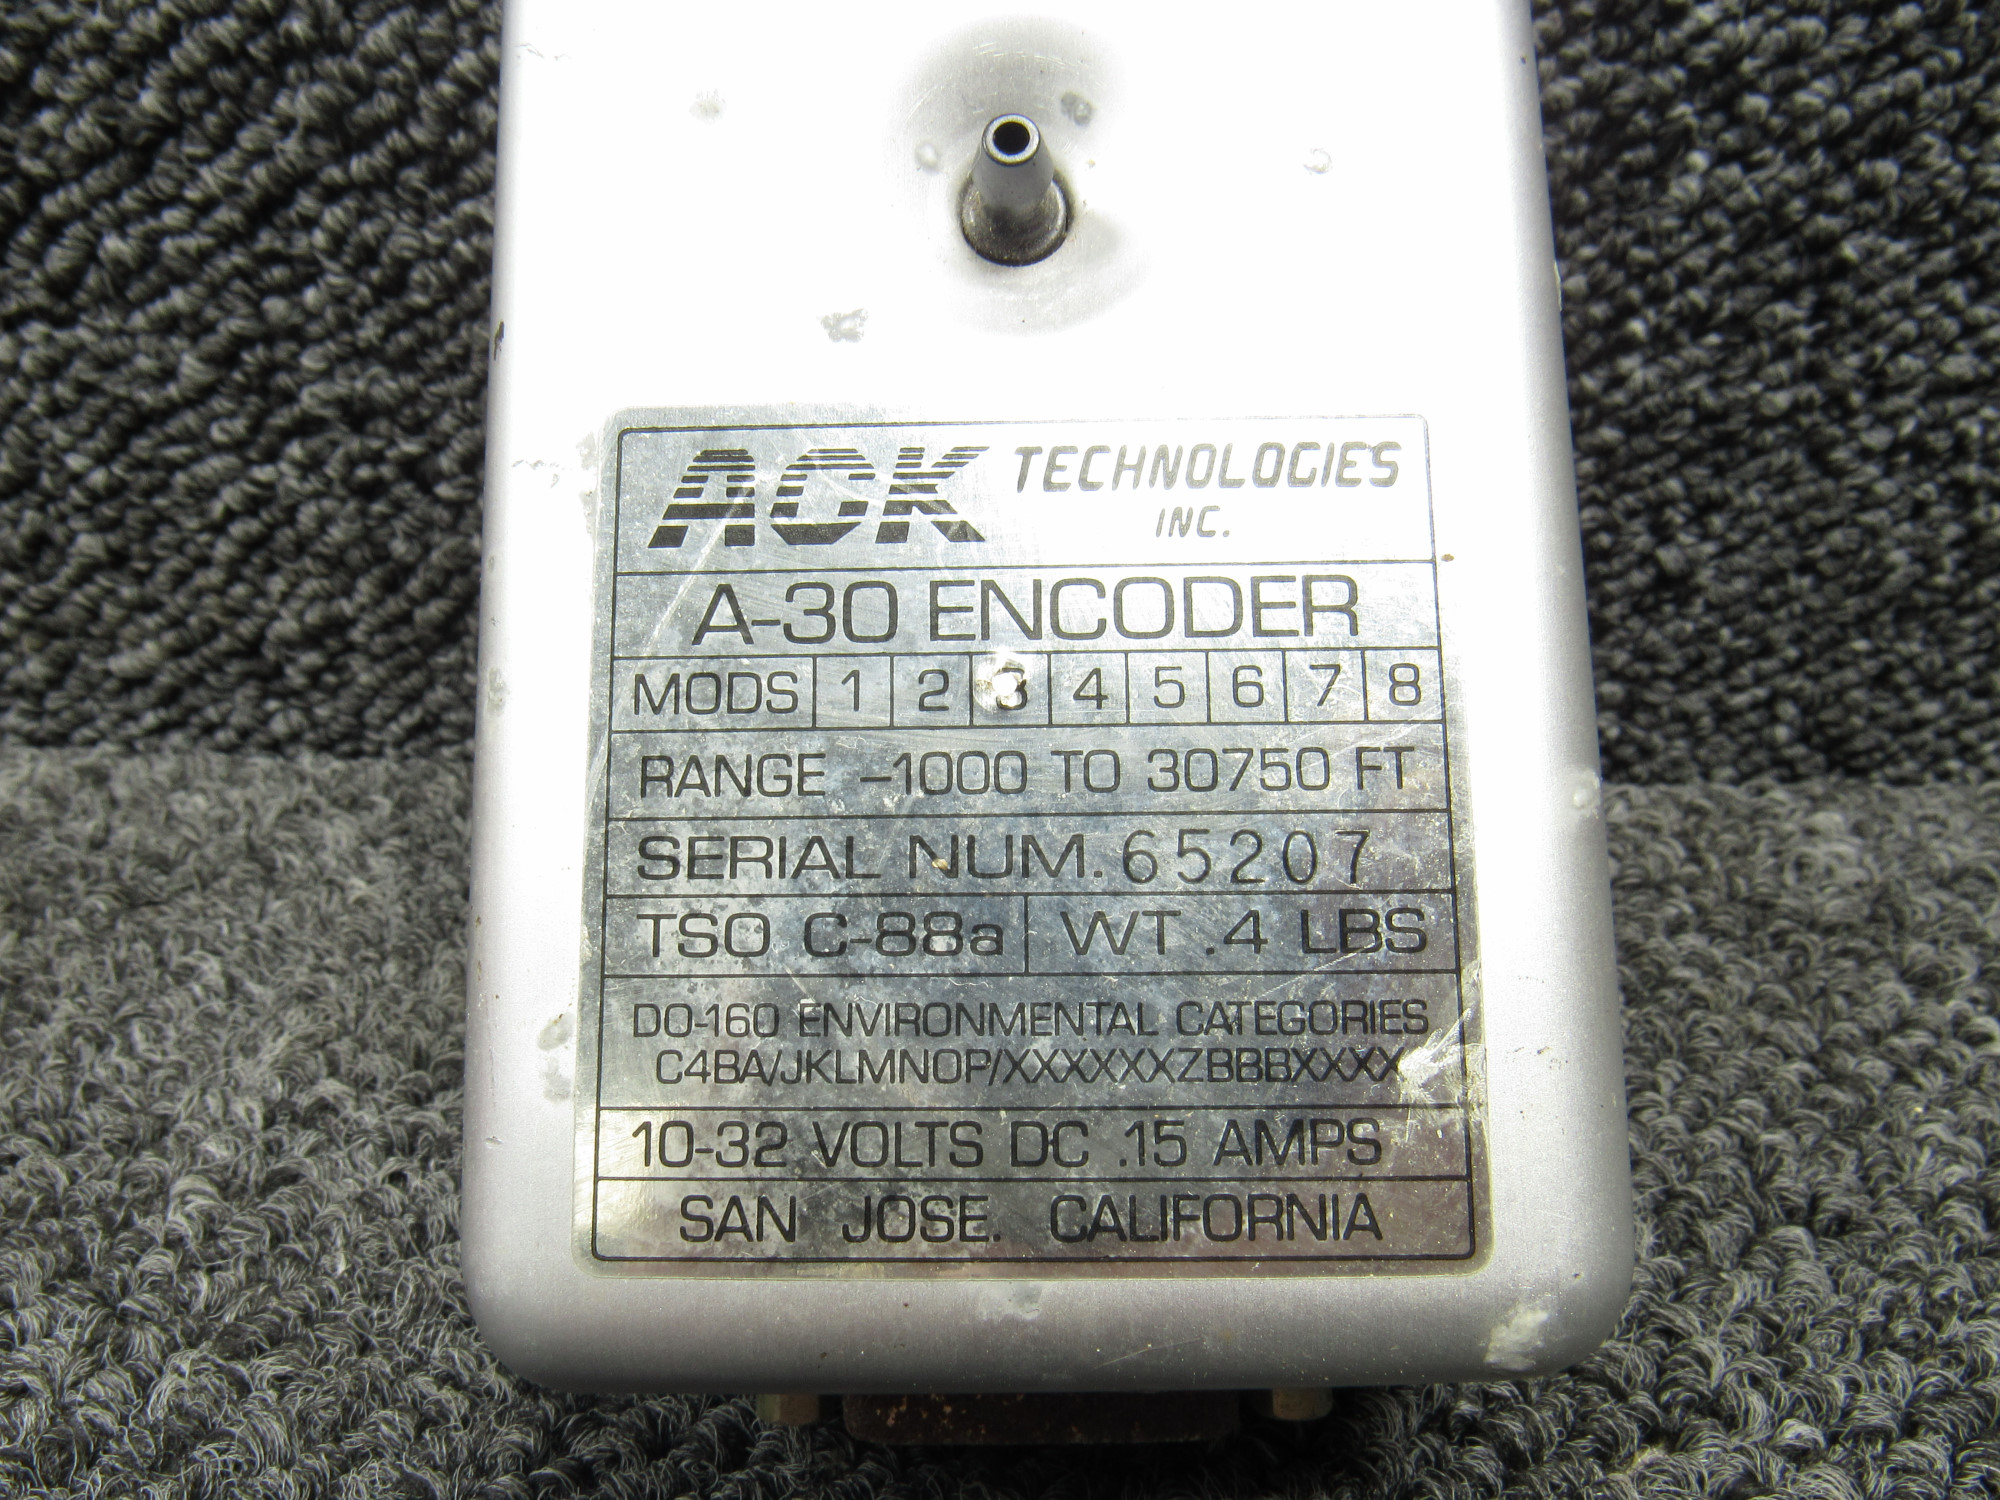 ACK TECHNOLOGIES
INC.
A-30 ENCODER
MODS 1 2 3 4 5 6 7 8
RANGE -1000 TO 30750 FT
SERIAL NUM. 65207
TSO C-88a WT .4 LBS
DO-160 ENVIRONMENTAL CATEGORIES
C4BA/JKLMNOP/XXXXXXZBBBXXXX
10-32 VOLTS DC .15 AMPS
SAN JOSE. CALIFORNIA